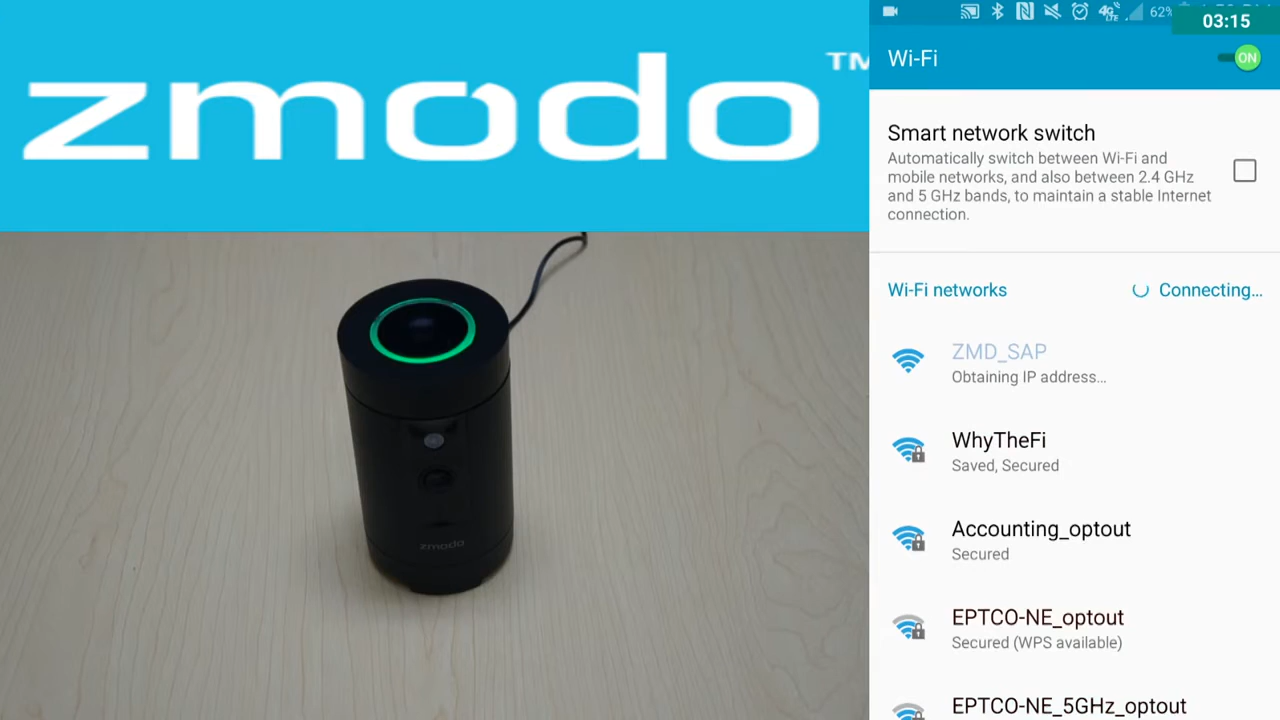 zmodo TM
zmodo
62%
03:15
Wi-Fi
ON
Smart network switch
Automatically switch between Wi-Fi and
mobile networks, and also between 2.4 GHz
and 5 GHz bands, to maintain a stable Internet
connection.
Wi-Fi networks
Connecting...
ZMD_SAP
Obtaining IP address...
WhyTheFi
Saved, Secured
Accounting_optout
Secured
EPTCO-NE_optout
Secured (WPS available)
EPTCO-NE_5GHz_optout